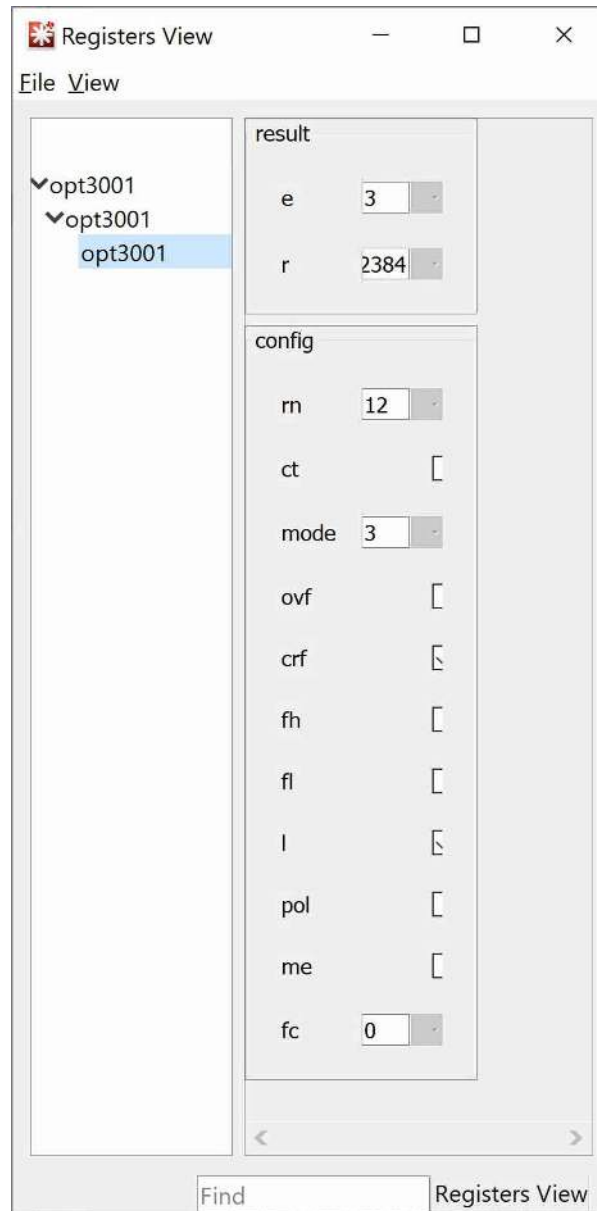 Registers View
File View
opt3001
opt3001
opt3001
result
e 3
r 2384
config
rn 12
ct
mode 3
ovf
crf
fh
fl
l
pol
me
fc 0
Find Registers View